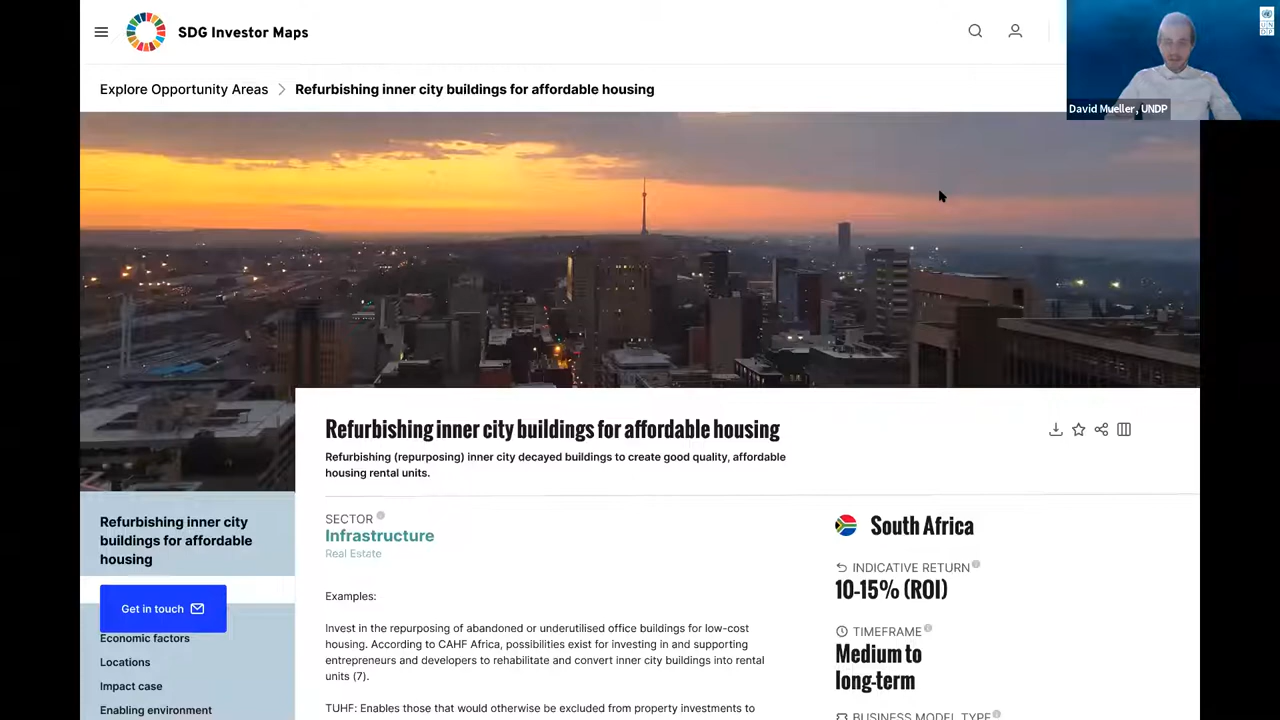 SDG Investor Maps
UN
DP
David Mueller, UNDP
Explore Opportunity Areas > Refurbishing inner city buildings for affordable housing
Refurbishing inner city buildings for affordable housing
Refurbishing (repurposing) inner city decayed buildings to create good quality, affordable
housing rental units.
Refurbishing inner city
buildings for affordable
housing
Get in touch
Economic factors
Locations
Impact case
Enabling environment
SECTOR
Infrastructure
Real Estate
Examples:
Invest in the repurposing of abandoned or underutilised office buildings for low-cost
housing. According to CAHF Africa, possibilities exist for investing in and supporting
entrepreneurs and developers to rehabilitate and convert inner city buildings into rental
units (7).
TUHF: Enables those that would otherwise be excluded from property investments to
South Africa
INDICATIVE RETURN
10-15% (ROI)
TIMEFRAME
Medium to
long-term
BUSINESS MODEL TYPE